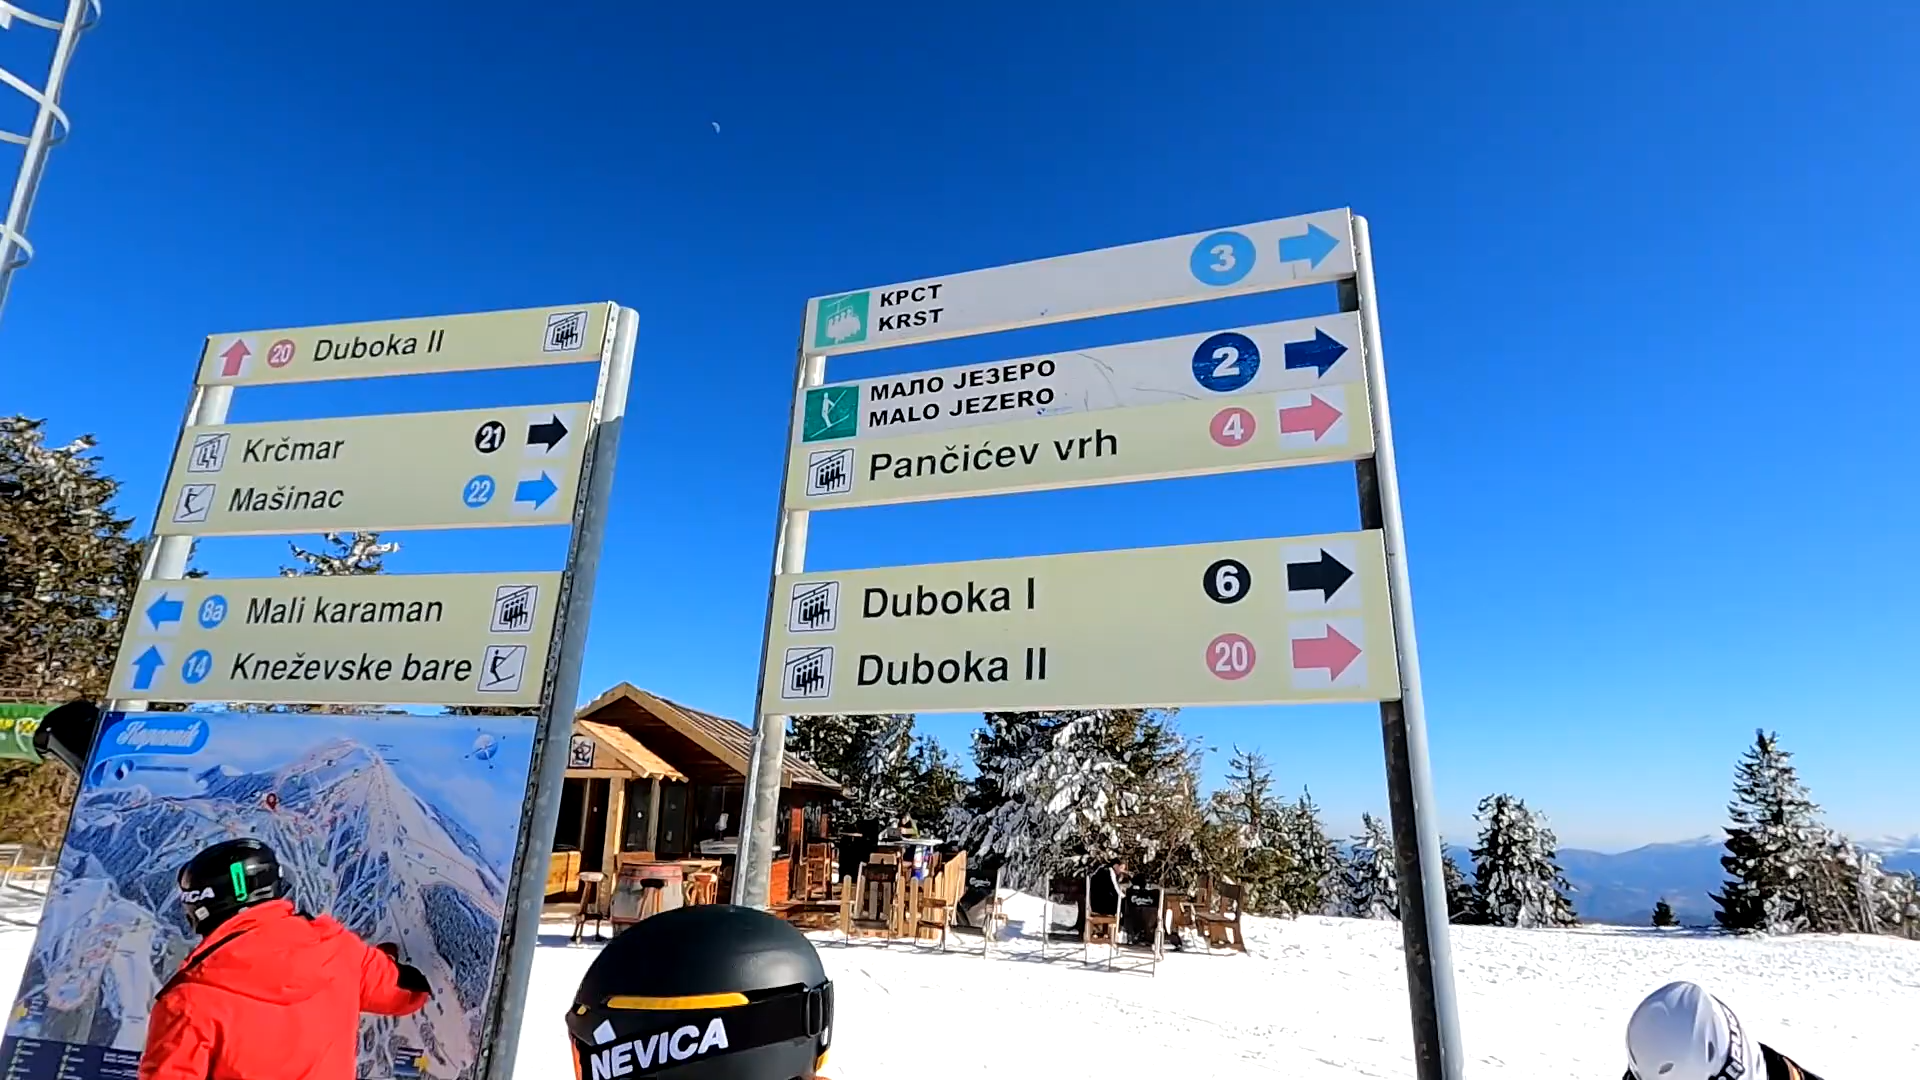 20 Duboka II
Krčmar 21
Mašinac 22
8a Mali karaman
14 Kneževske bare
Kopaonik
КРСТ 3
KRST
МАЛО ЈЕЗЕРО 2
MALO JEZERO
Pančićev vrh 4
Duboka I 6
Duboka II 20
NEVICA